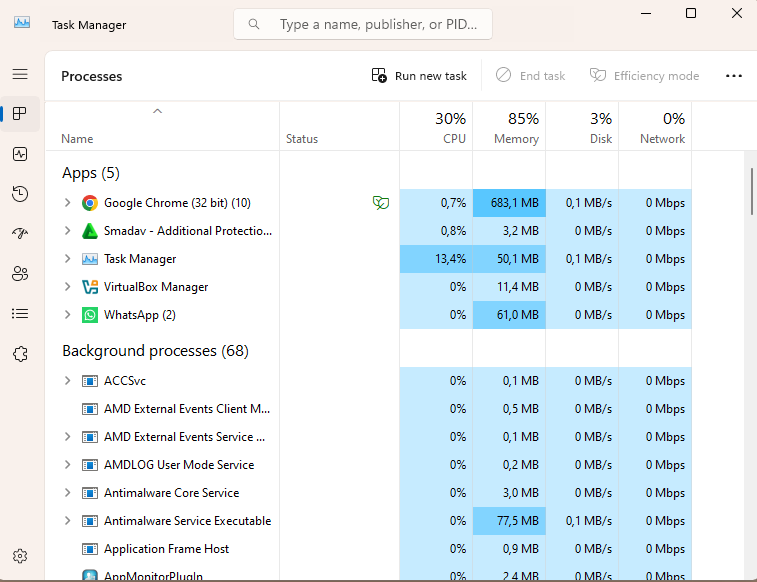 Task Manager
Type a name, publisher, or PID...
Processes
Run new task
End task
Efficiency mode
30% 85% 3% 0%
Name Status CPU Memory Disk Network
Apps (5)
Google Chrome (32 bit) (10) 0,7% 683,1 MB 0,1 MB/s 0 Mbps
Smadav - Additional Protectio... 0,8% 3,2 MB 0 MB/s 0 Mbps
Task Manager 13,4% 50,1 MB 0,1 MB/s 0 Mbps
VirtualBox Manager 0% 11,4 MB 0 MB/s 0 Mbps
WhatsApp (2) 0% 61,0 MB 0 MB/s 0 Mbps
Background processes (68)
ACCSvc 0% 0,1 MB 0 MB/s 0 Mbps
AMD External Events Client M... 0% 0,5 MB 0 MB/s 0 Mbps
AMD External Events Service ... 0% 0,1 MB 0 MB/s 0 Mbps
AMDLOG User Mode Service 0% 0,2 MB 0 MB/s 0 Mbps
Antimalware Core Service 0% 3,0 MB 0 MB/s 0 Mbps
Antimalware Service Executable 0% 77,5 MB 0,1 MB/s 0 Mbps
Application Frame Host 0% 0,9 MB 0 MB/s 0 Mbps
AppMonitorPlugIn 0% 2,4 MB 0 MB/s 0 Mbps